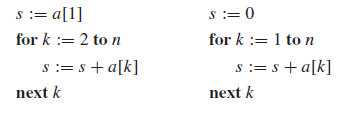 s := a[1]
for k := 2 to n
s := s + a[k]
next k
s := 0
for k := 1 to n
s := s + a[k]
next k